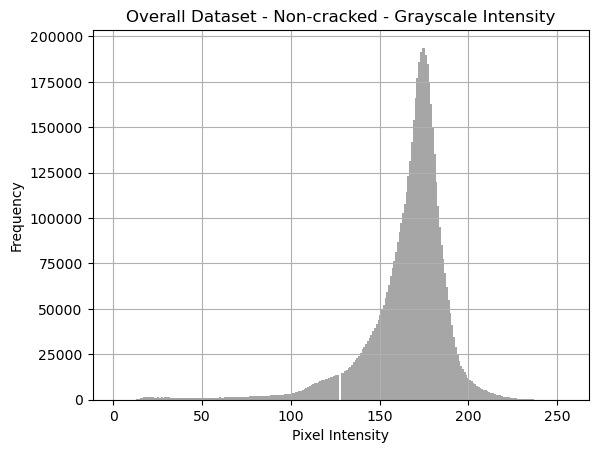 Overall Dataset - Non-cracked - Grayscale Intensity
200000
175000
150000
125000
100000
75000
50000
25000
0
Frequency
0 50 100 150 200 250
Pixel Intensity